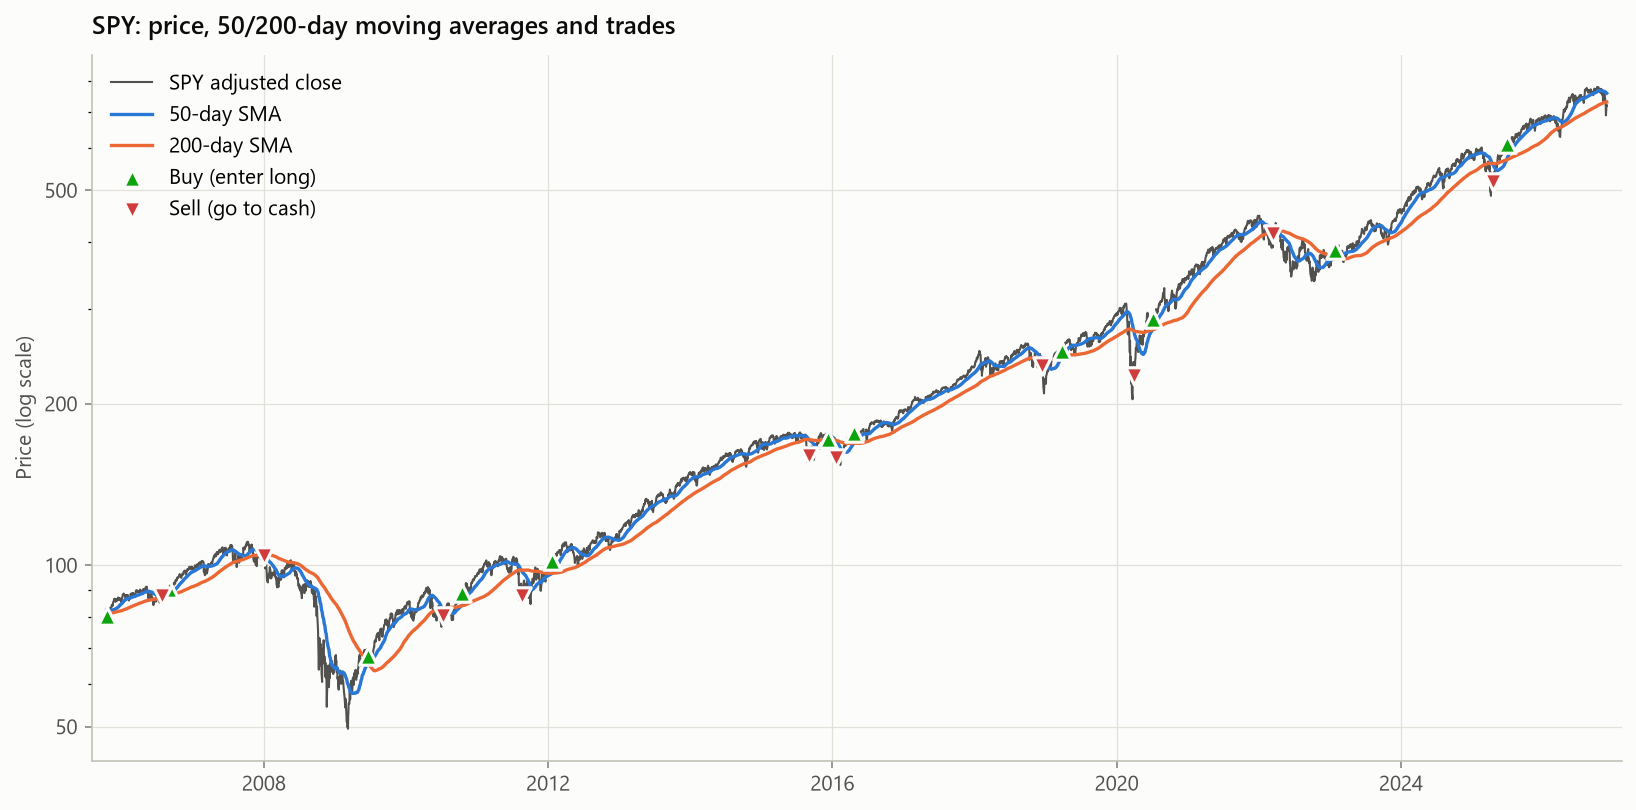 SPY: price, 50/200-day moving averages and trades
SPY adjusted close
50-day SMA
200-day SMA
Buy (enter long)
Sell (go to cash)
Price (log scale)
500
200
100
50
2008
2012
2016
2020
2024